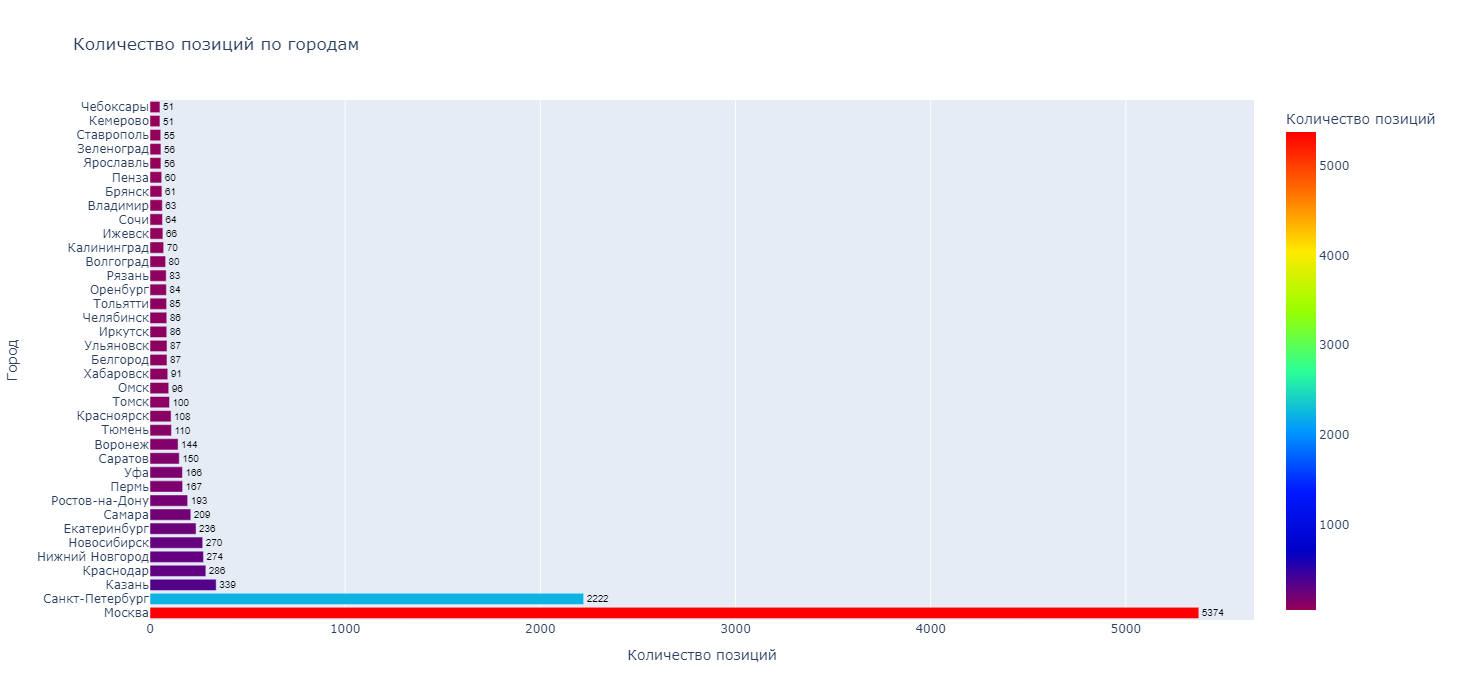 Количество позиций по городам
Чебоксары 51
Кемерово 51
Ставрополь 55
Зеленоград 56
Ярославль 56
Пенза 60
Брянск 61
Владимир 63
Сочи 64
Ижевск 66
Калининград 70
Волгоград 80
Рязань 83
Оренбург 84
Тольятти 85
Челябинск 86
Иркутск 86
Ульяновск 87
Белгород 87
Хабаровск 91
Омск 96
Томск 100
Красноярск 108
Тюмень 110
Воронеж 144
Саратов 150
Уфа 166
Пермь 167
Ростов-на-Дону 193
Самара 209
Екатеринбург 236
Новосибирск 270
Нижний Новгород 274
Краснодар 286
Казань 339
Санкт-Петербург 2222
Москва 5374
0 1000 2000 3000 4000 5000
Количество позиций
Город
Количество позиций
5000
4000
3000
2000
1000